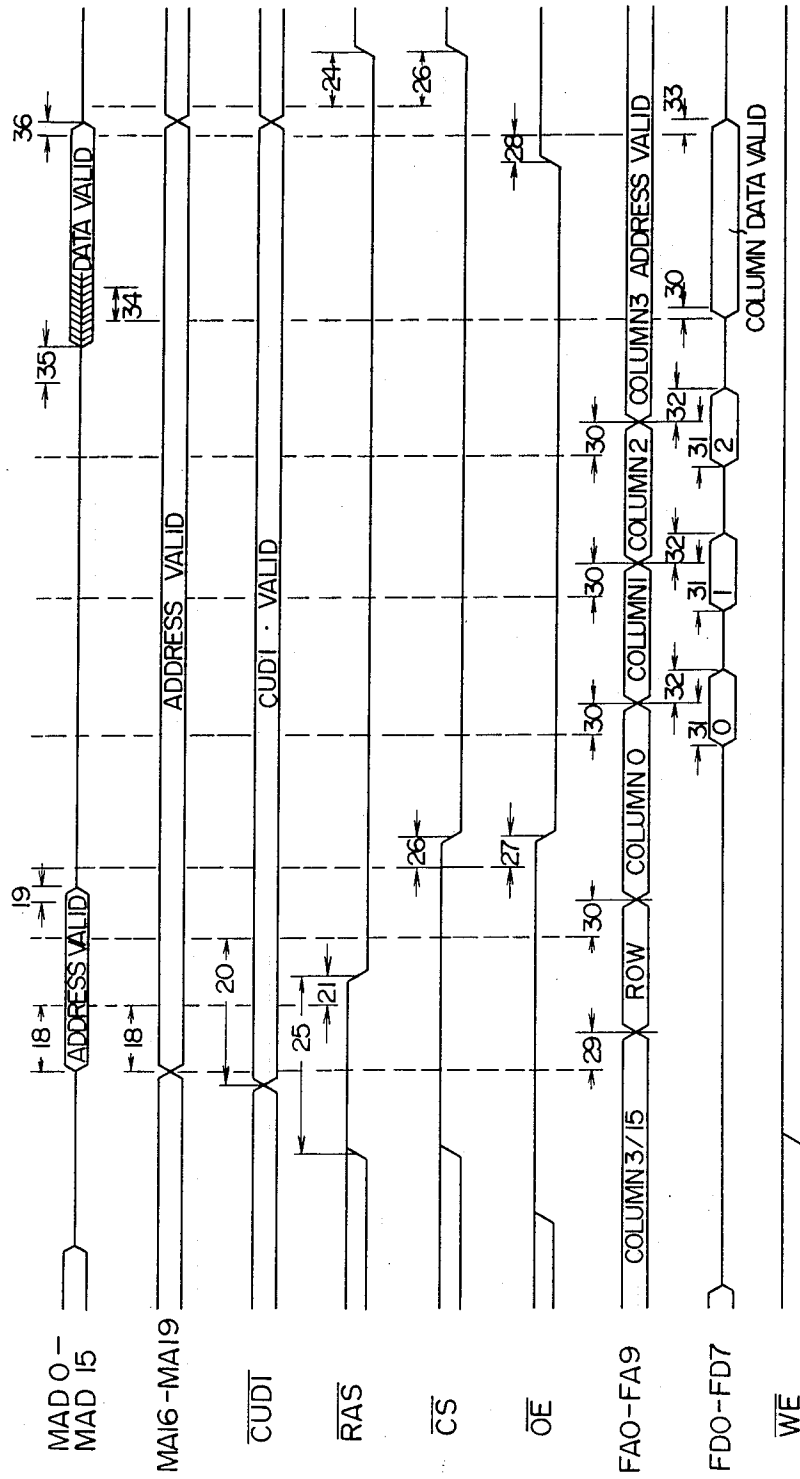 MAD 0 –
MAD 15
18
ADDRESS VALID
19
35
34
DATA VALID
36
MA16-MA19
18
ADDRESS VALID
CUDI
20
CUDI · VALID
RAS
25
21
24
CS
26
26
OE
27
28
FA0-FA9
COLUMN 3/15
29
ROW
30
COLUMN 0
30
COLUMN 1
30
COLUMN 2
30
COLUMN 3 ADDRESS VALID
FD0-FD7
31
0
32
31
1
32
31
2
32
30
33
COLUMN DATA VALID
WE